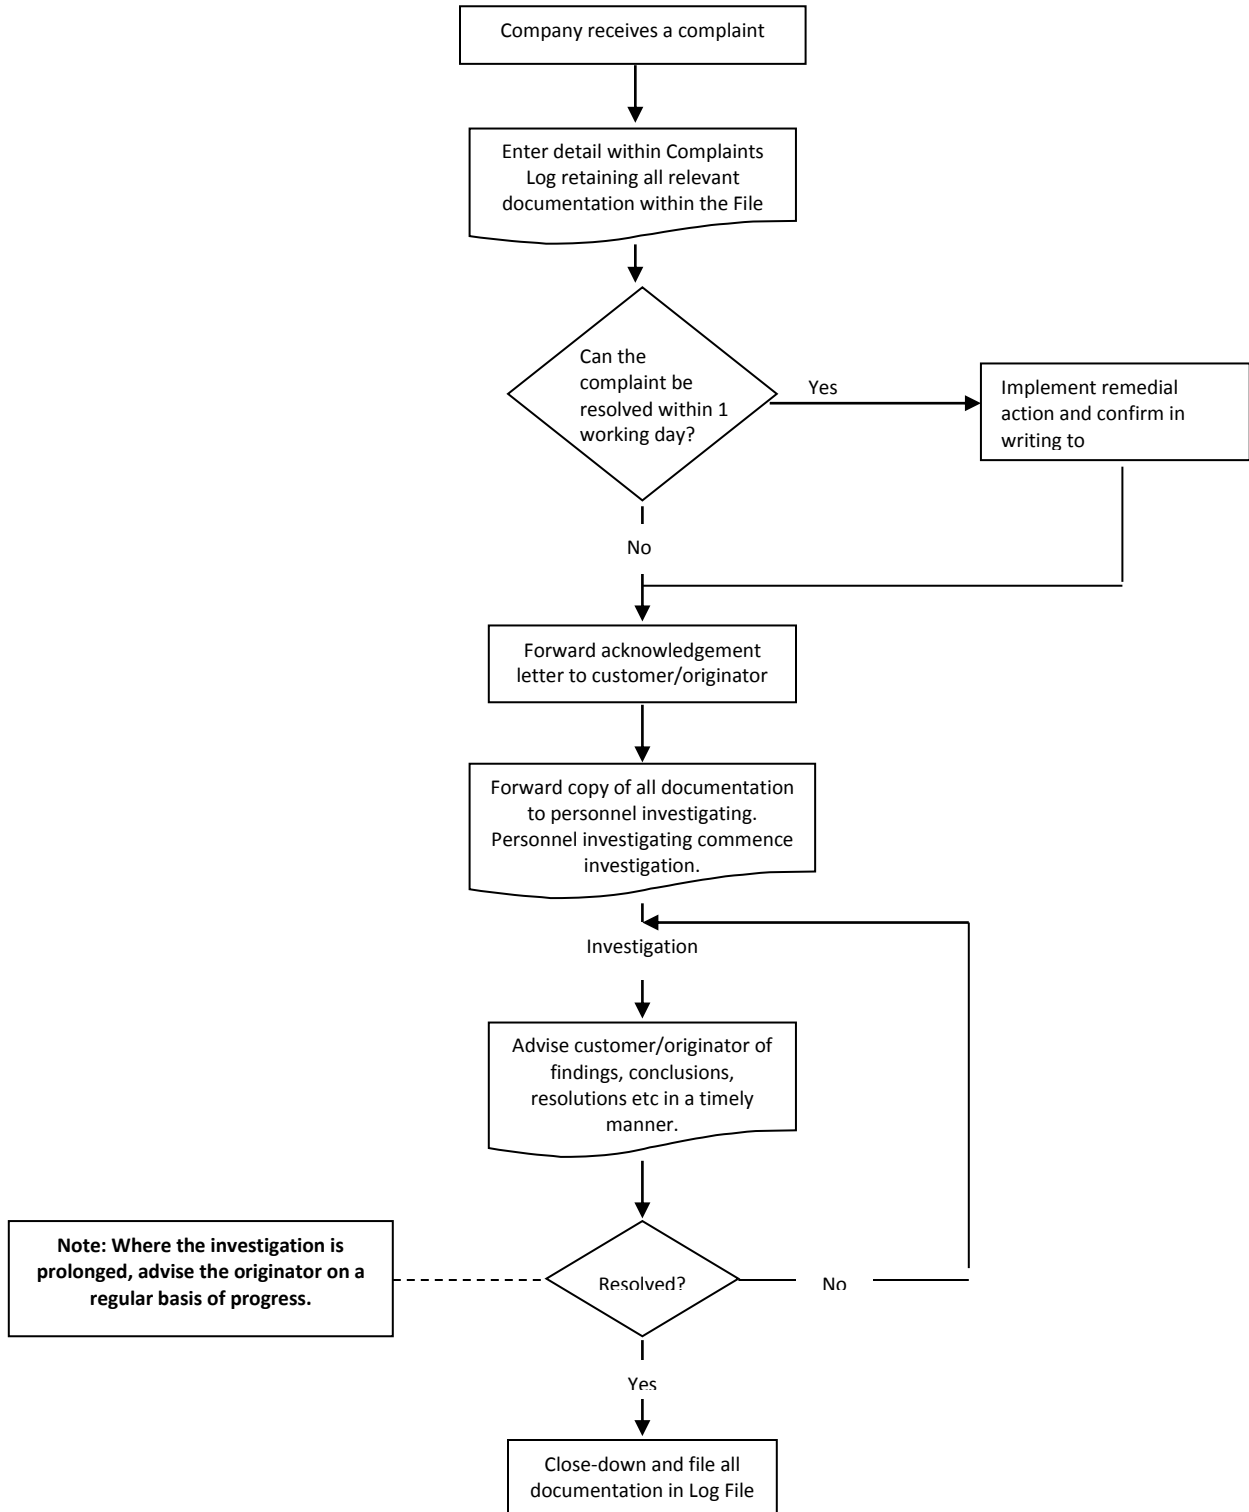 Company receives a complaint
Enter detail within Complaints
Log retaining all relevant
documentation within the File
Can the
complaint be
resolved within 1
working day?
Yes
Implement remedial
action and confirm in
writing to
No
Forward acknowledgement
letter to customer/originator
Forward copy of all documentation
to personnel investigating.
Personnel investigating commence
investigation.
Investigation
Advise customer/originator of
findings, conclusions,
resolutions etc in a timely
manner.
Note: Where the investigation is
prolonged, advise the originator on a
regular basis of progress.
Resolved?
No
Yes
Close-down and file all
documentation in Log File